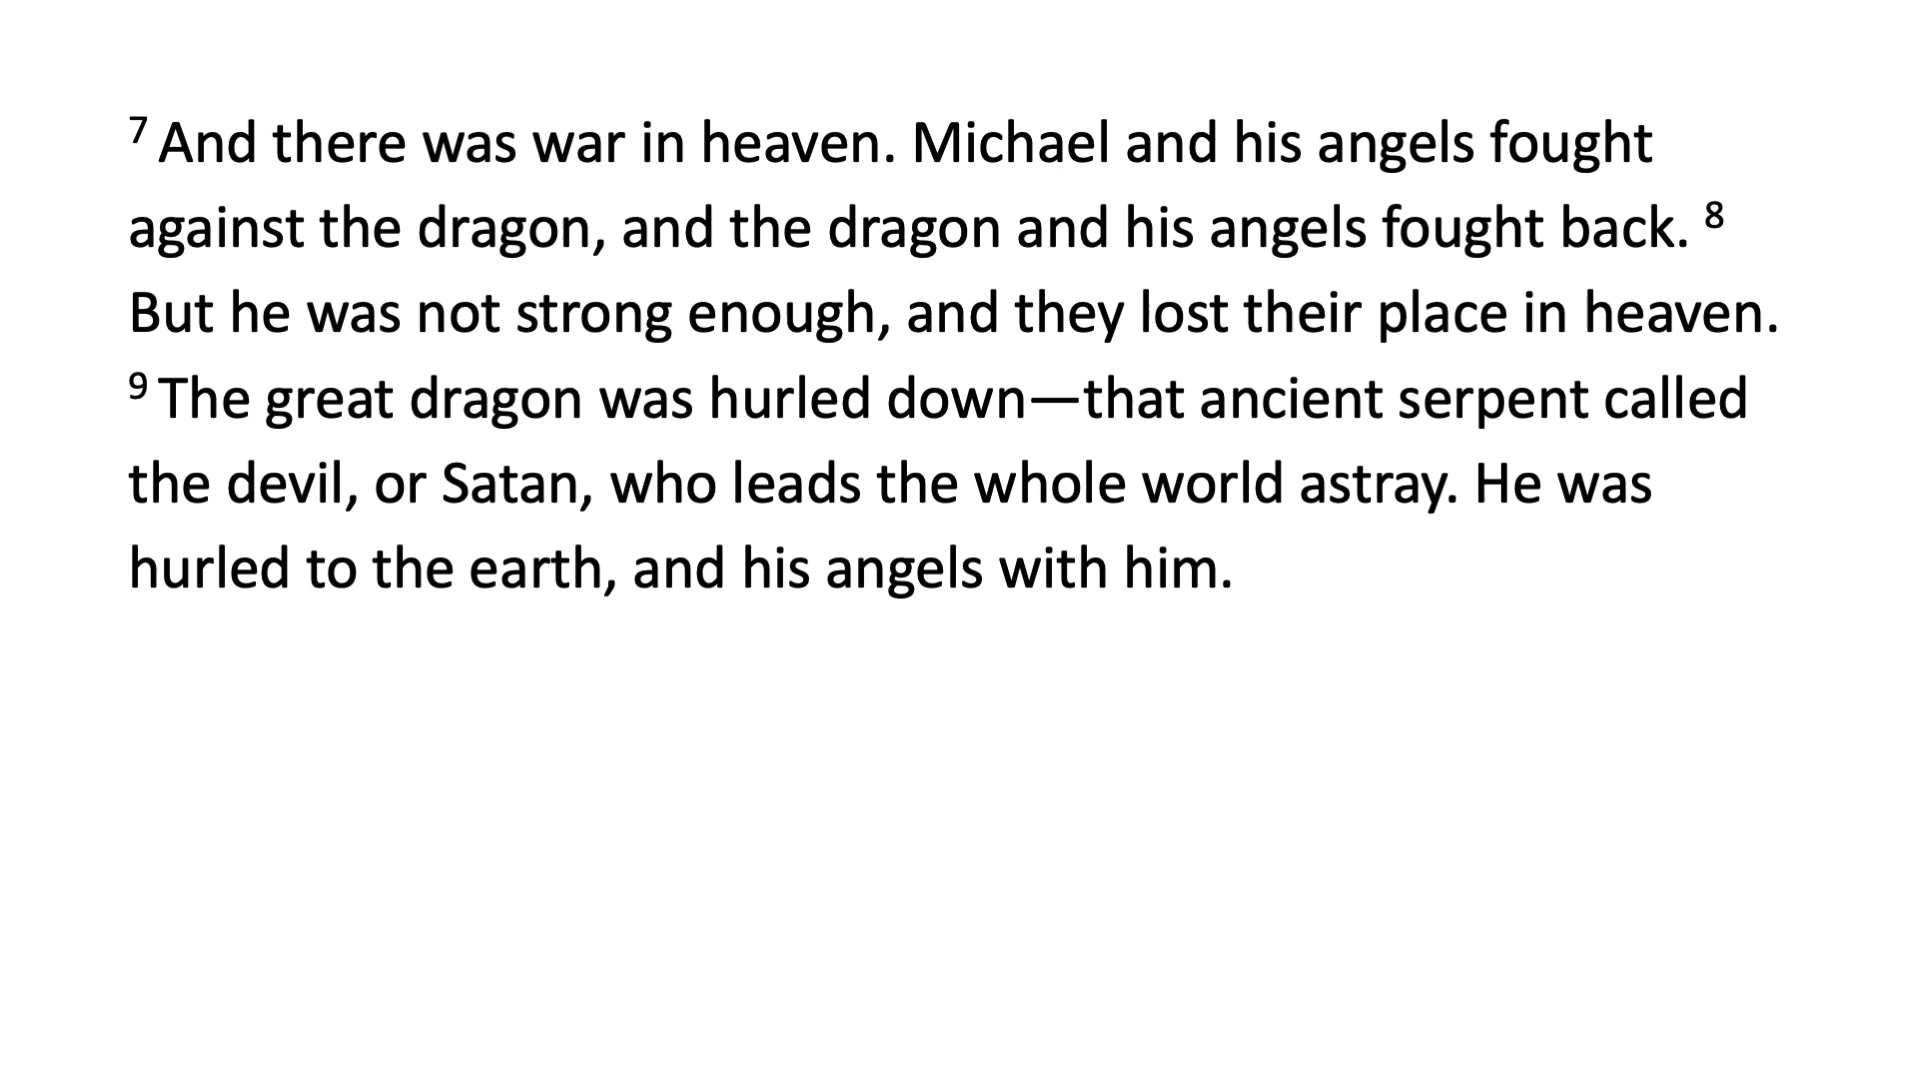 ⁷ And there was war in heaven. Michael and his angels fought
against the dragon, and the dragon and his angels fought back. ⁸
But he was not strong enough, and they lost their place in heaven.
⁹ The great dragon was hurled down—that ancient serpent called
the devil, or Satan, who leads the whole world astray. He was
hurled to the earth, and his angels with him.